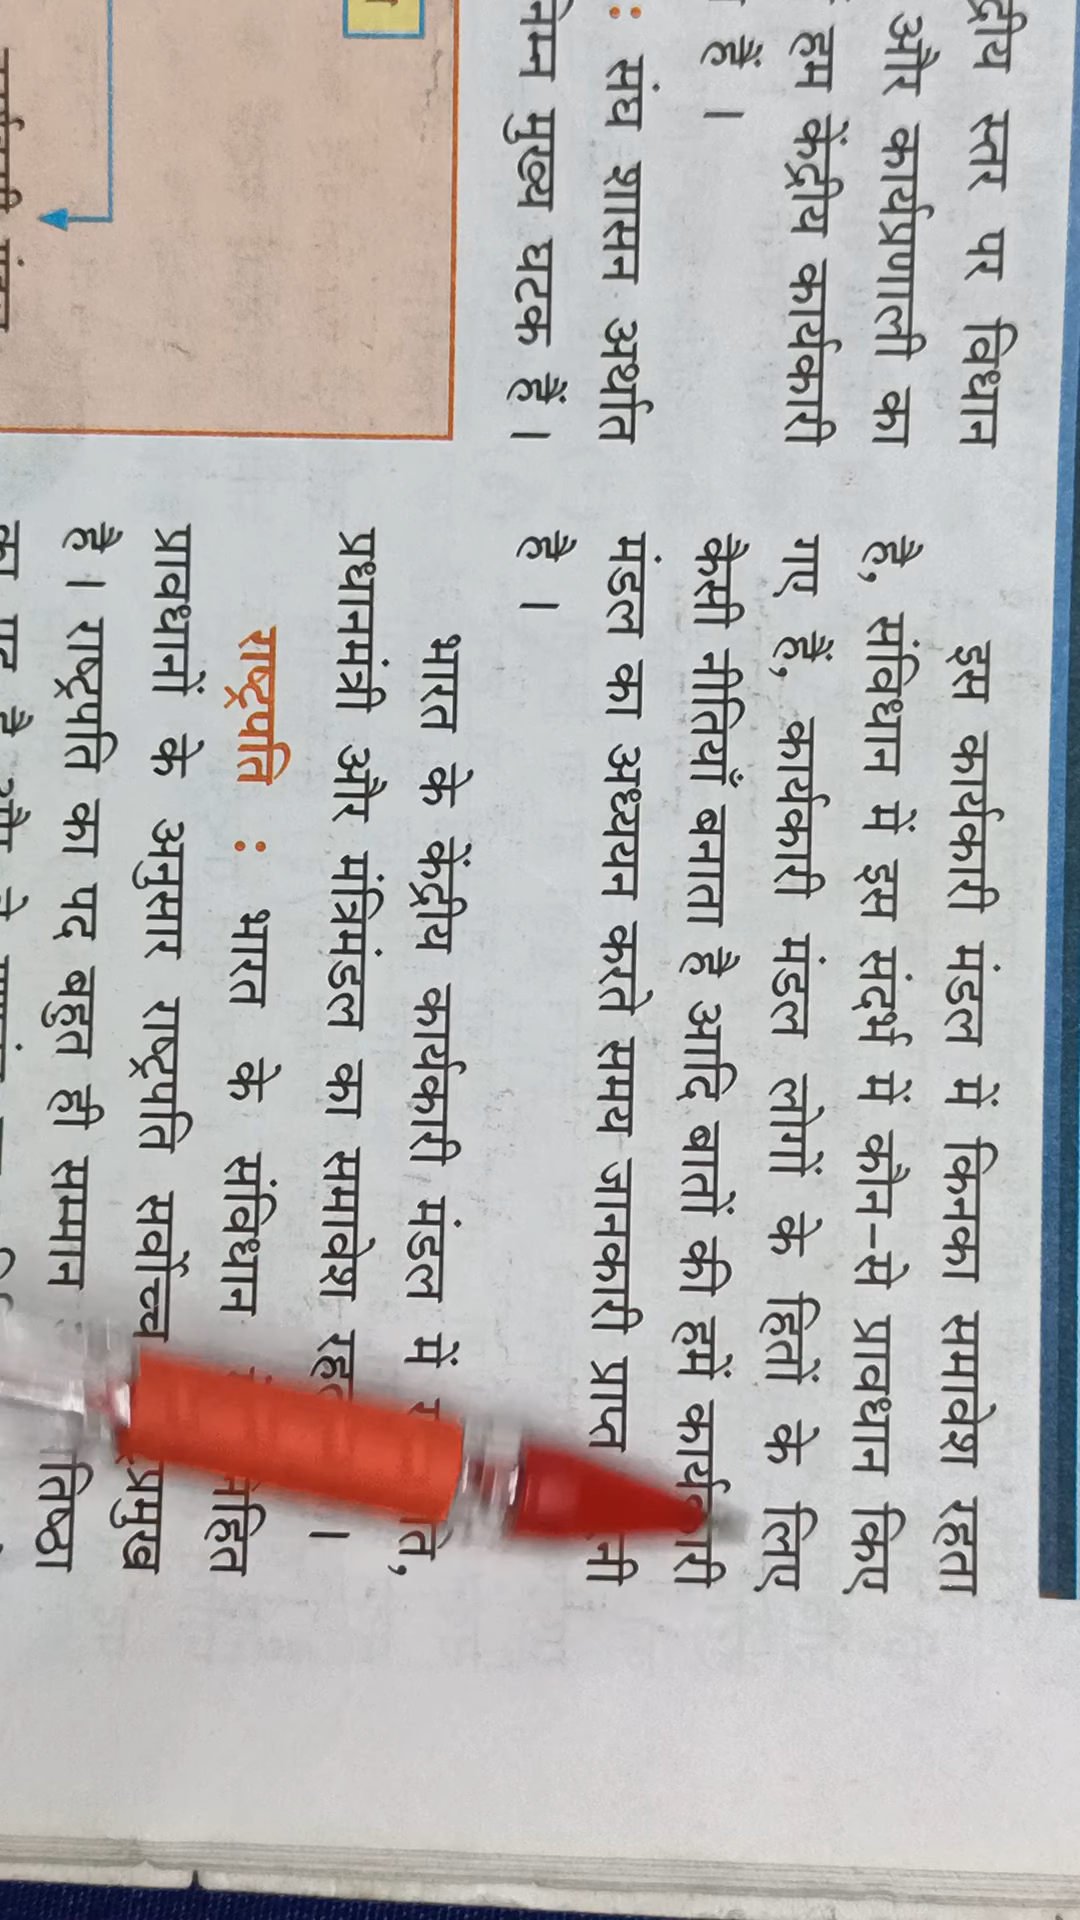 स्तर पर विधान
और कार्यप्रणाली का
हम केंद्रीय कार्यकारी
हैं ।
: संघ शासन अर्थात
मुख्य घटक हैं ।
इस कार्यकारी मंडल में किनका समावेश रहता
है, संविधान में इस संदर्भ में कौन-से प्रावधान किए
गए हैं, कार्यकारी मंडल लोगों के हितों के लिए
कैसी नीतियाँ बनाता है आदि बातों की हमें कार्यकारी
मंडल का अध्ययन करते समय जानकारी प्राप्त
है ।
भारत के केंद्रीय कार्यकारी मंडल में
प्रधानमंत्री और मंत्रिमंडल का समावेश
राष्ट्रपति : भारत के संविधान
प्रावधानों के अनुसार राष्ट्रपति सर्वोच्च
है । राष्ट्रपति का पद बहुत ही सम्मान